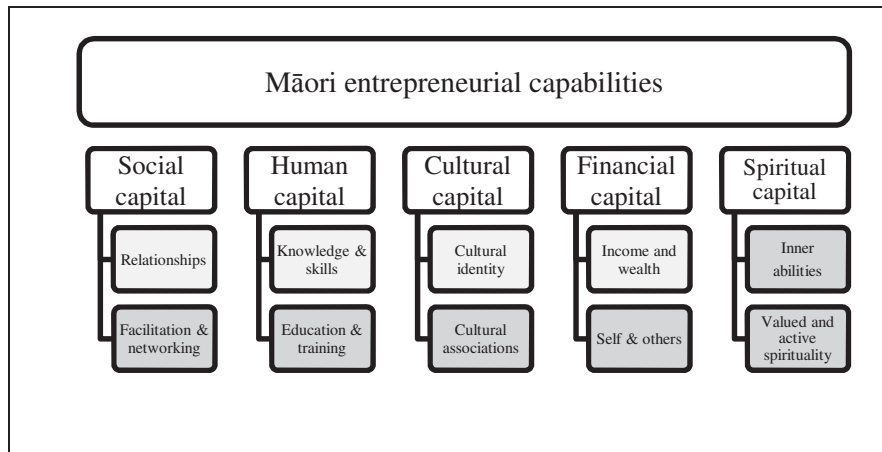 Māori entrepreneurial capabilities
Social
capital
Relationships
Facilitation &
networking
Human
capital
Knowledge &
skills
Education &
training
Cultural
capital
Cultural
identity
Cultural
associations
Financial
capital
Income and
wealth
Self & others
Spiritual
capital
Inner
abilities
Valued and
active
spirituality